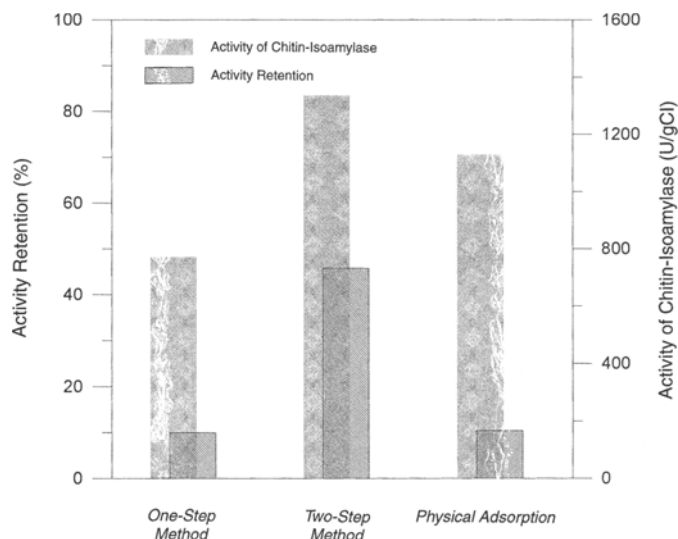 100
80
60
40
20
0
Activity Retention (%)
Activity of Chitin-Isoamylase
Activity Retention
1600
1200
800
400
0
Activity of Chitin-Isoamylase (U/gCI)
One-Step
Method
Two-Step
Method
Physical Adsorption